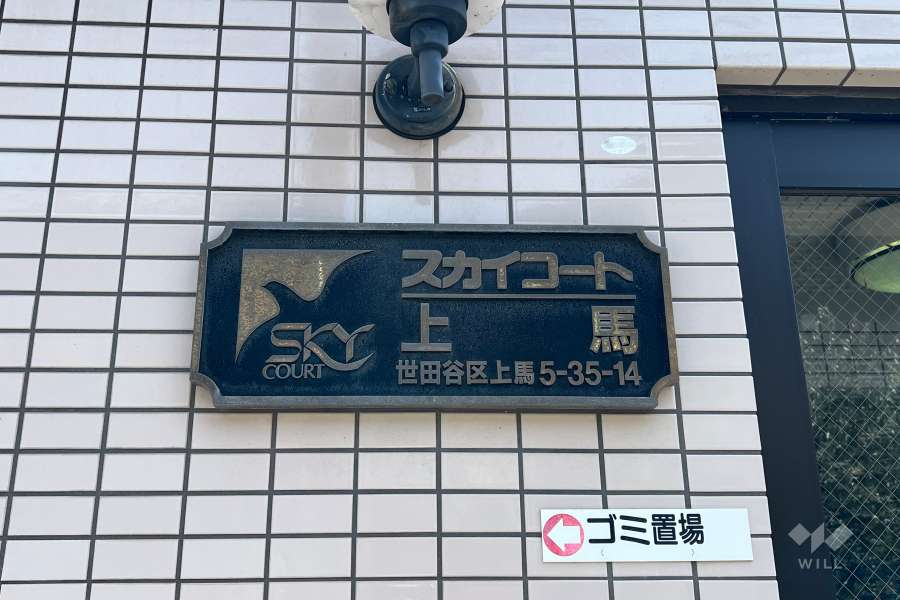 スカイコート
上馬
SKY
COURT
世田谷区上馬5-35-14
ゴミ置場
WILL